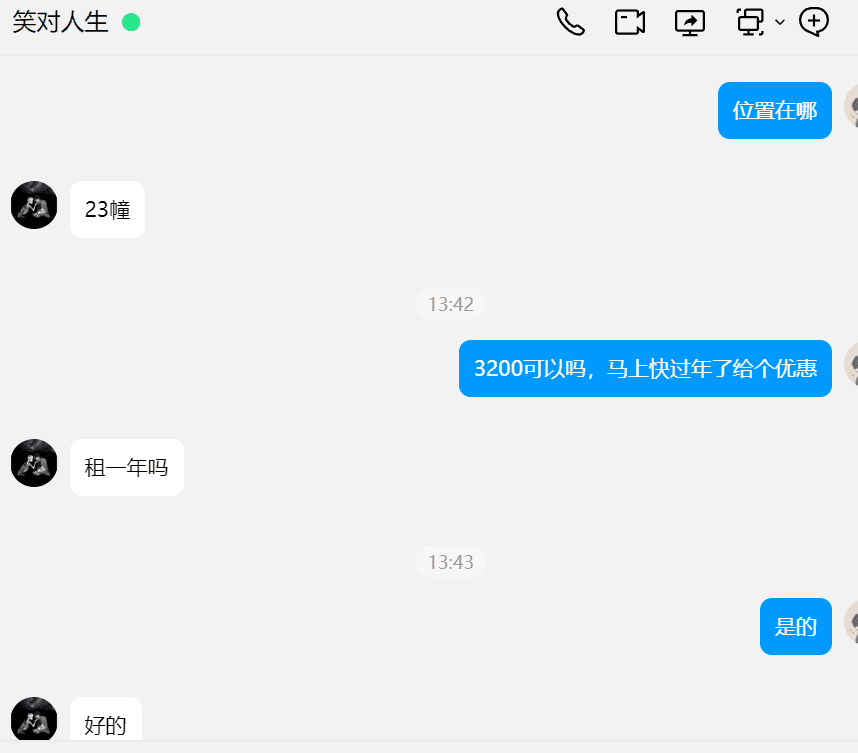 笑对人生
位置在哪
23幢
13:42
3200可以吗，马上快过年了给个优惠
租一年吗
13:43
是的
好的